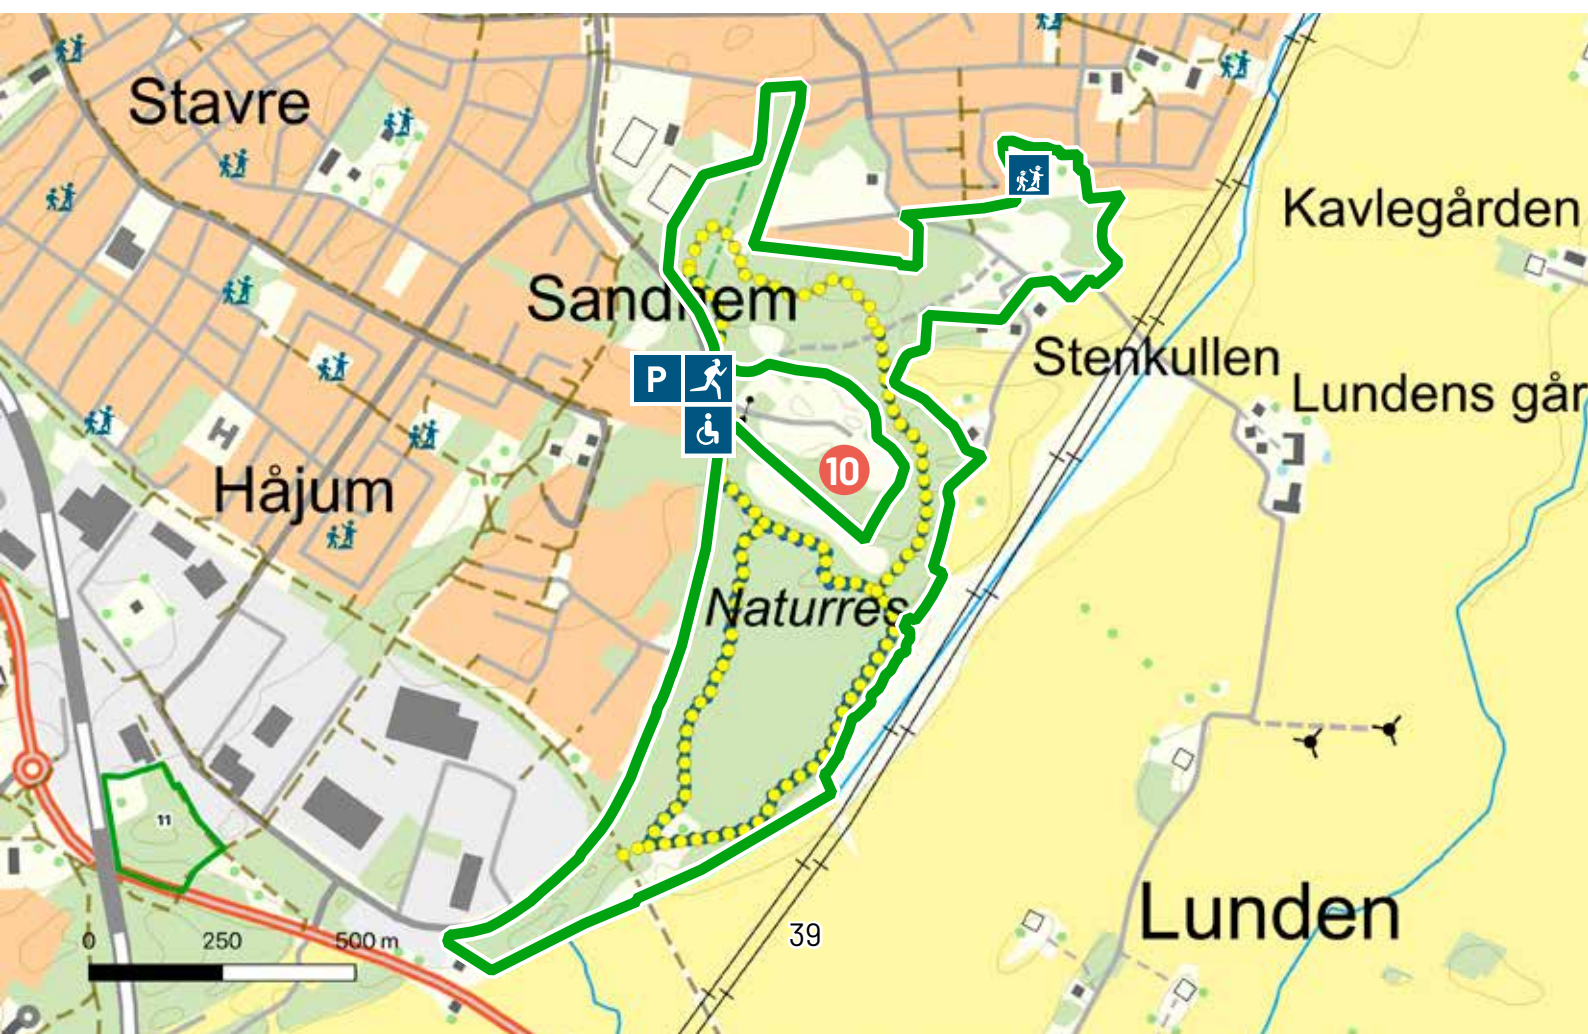 Stavre
Kavlegården
Sandhem
Stenkullen
P
Lundens går
10
Håjum
Naturres
11
Lunden
39
0 250 500 m